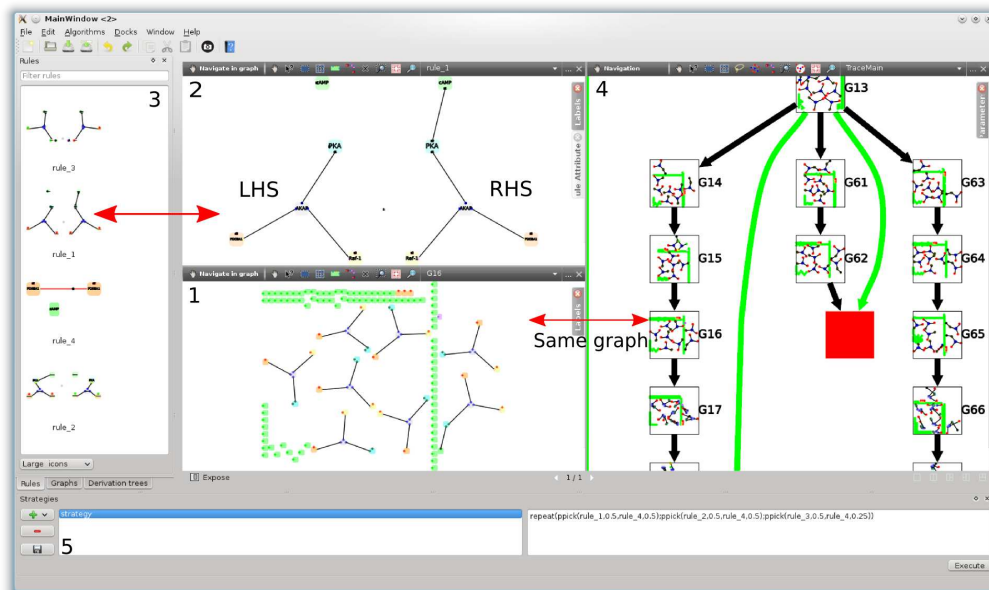 MainWindow <2>
File Edit Algorithms Docks Window Help
Rules
Filter rules
3
rule_3
rule_1
rule_4
rule_2
Large icons
Rules Graphs Derivation trees
Navigate in graph rule_1 ... X
2
cAMP cAMP
PKA PKA
LHS RHS
AKAR AKAR
Raf-1 Raf-1
Labels
ule Attribute
Navigate in graph G16 ... X
1
Labels
Same graph
Expose 1 / 1
Navigation TraceMain ... X
4
G13
G14 G61 G63
G15 G62 G64
G16 G65
G17 G66
arameter:
Strategies
strategy
5
repeat(ppick(rule_1,0.5,rule_4,0.5);ppick(rule_2,0.5,rule_4,0.5);ppick(rule_3,0.5,rule_4,0.25))
Execute